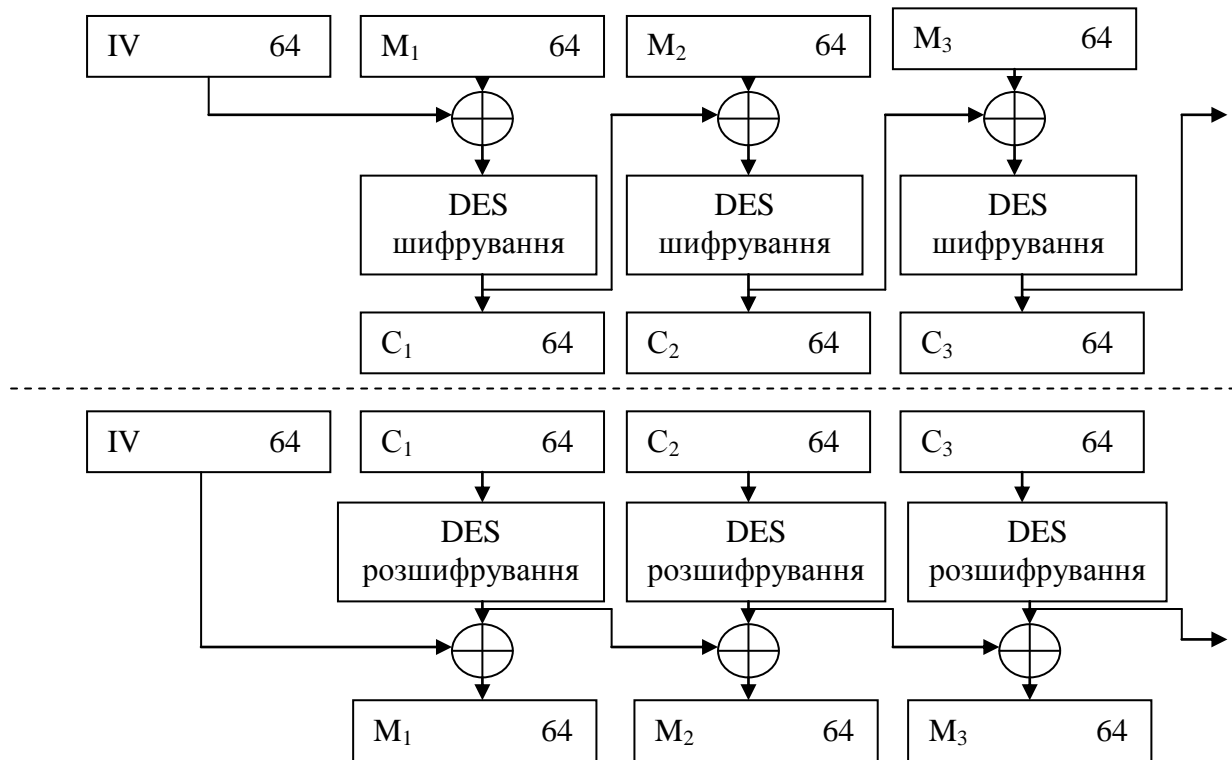 IV 64 M₁ 64 M₂ 64 M₃ 64
DES DES DES
шифрування шифрування шифрування
C₁ 64 C₂ 64 C₃ 64
IV 64 C₁ 64 C₂ 64 C₃ 64
DES DES DES
розшифрування розшифрування розшифрування
M₁ 64 M₂ 64 M₃ 64